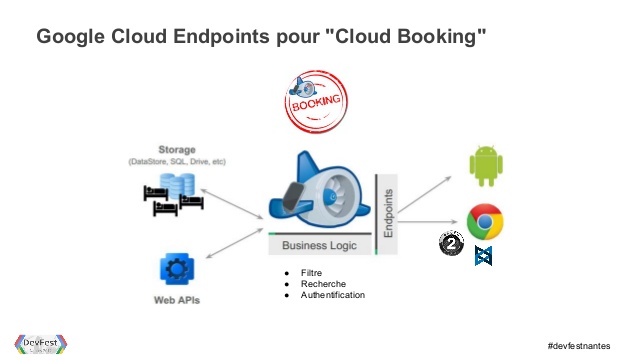 Google Cloud Endpoints pour "Cloud Booking"
BOOKING
Storage
(DataStore, SQL, Drive, etc)
Endpoints
Business Logic
2
Web APIs
● Filtre
● Recherche
● Authentification
DevFest
#devfestnantes